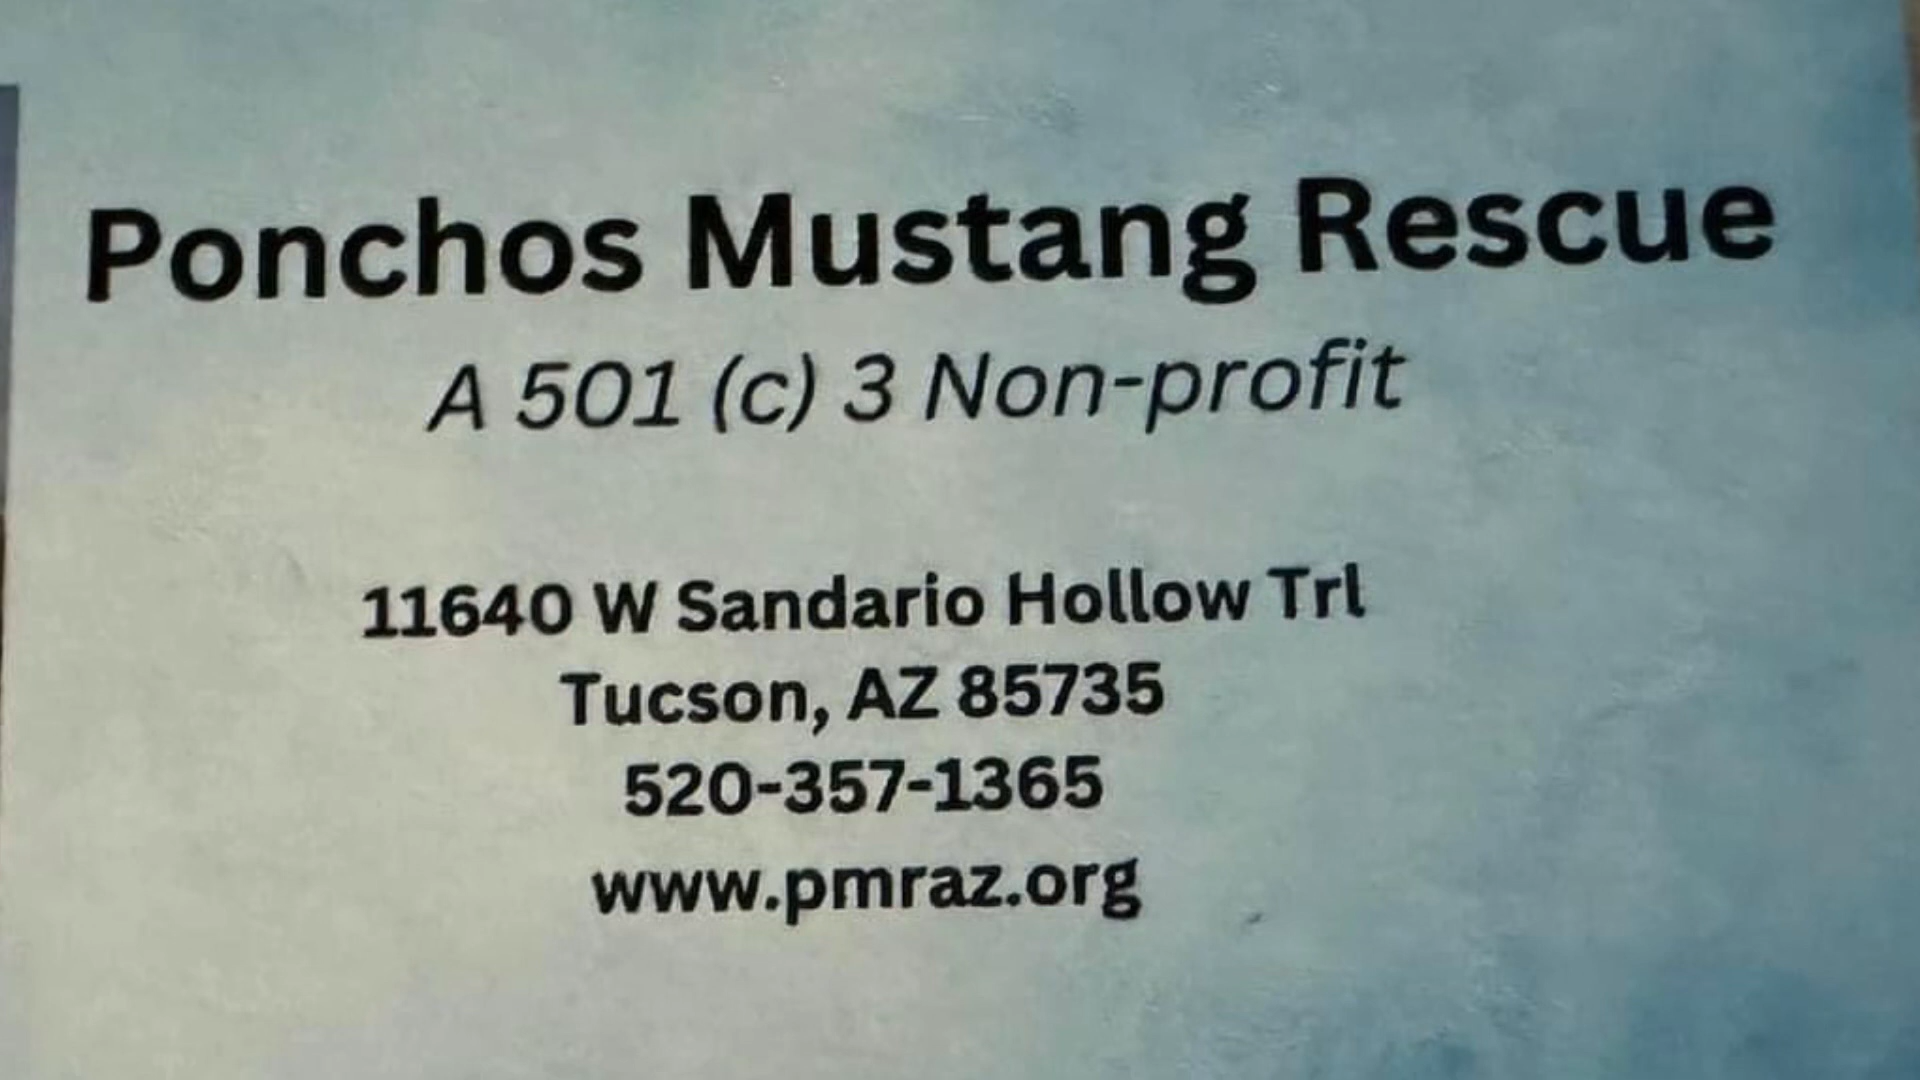 Ponchos Mustang Rescue
A 501 (c) 3 Non-profit
11640 W Sandario Hollow Trl
Tucson, AZ 85735
520-357-1365
www.pmraz.org